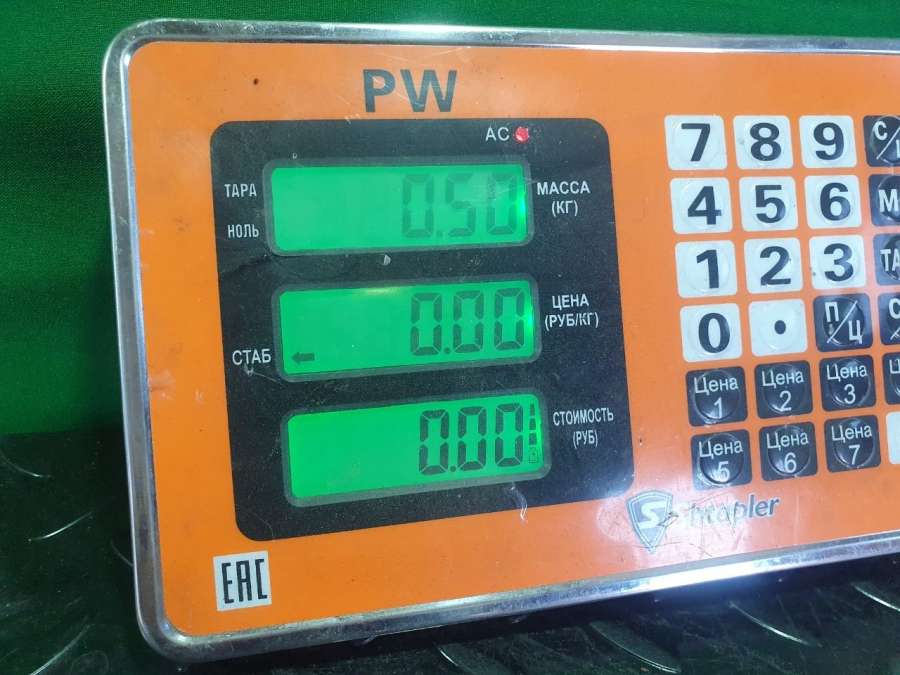 PW
AC
ТАРА
НОЛЬ
0.50
МАССА
(КГ)
0.00
ЦЕНА
(РУБ/КГ)
СТАБ
0.00
СТОИМОСТЬ
(РУБ)
7 8 9
4 5 6
1 2 3
0 . П/Ц
Цена 1 Цена 2 Цена 3
Цена 5 Цена 6 Цена 7
Shtapler
EAC